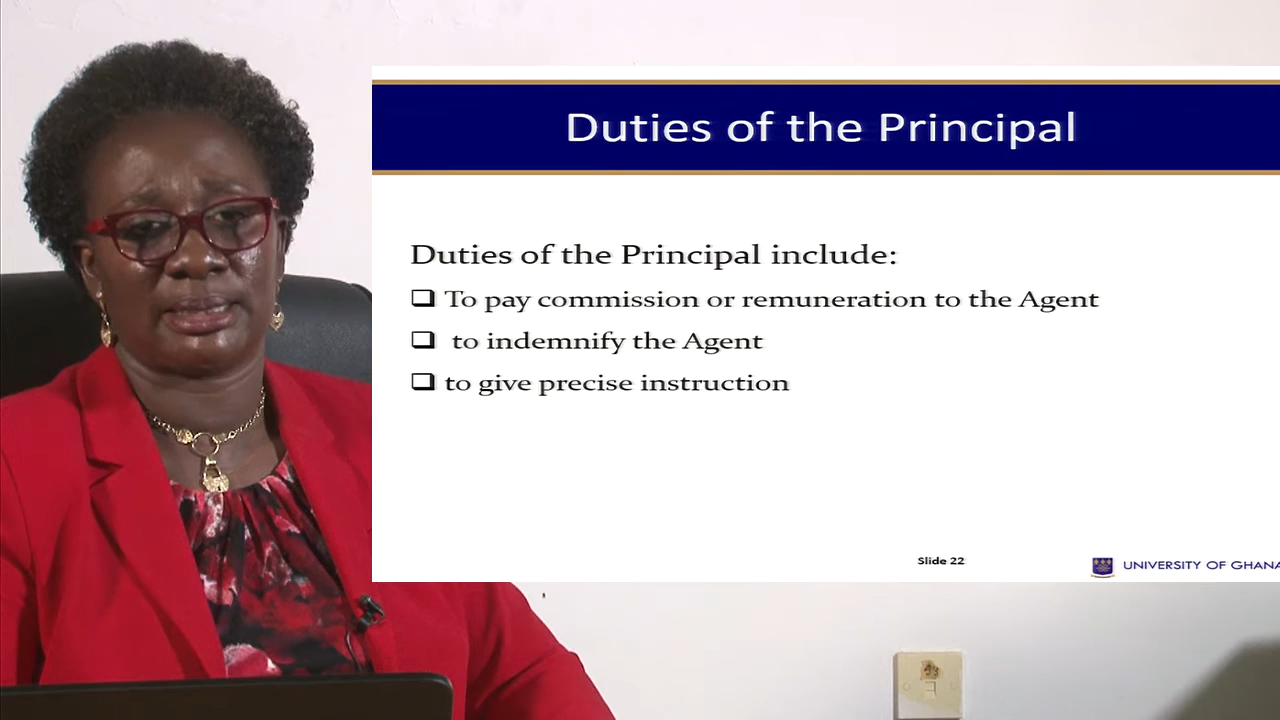 Duties of the Principal
Duties of the Principal include:
❑ To pay commission or remuneration to the Agent
❑ to indemnify the Agent
❑ to give precise instruction
Slide 22
UNIVERSITY OF GHANA